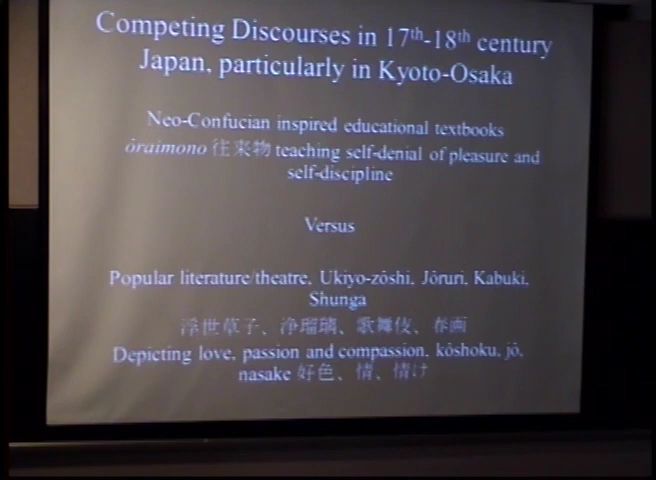 Competing Discourses in 17th-18th century
Japan, particularly in Kyoto-Osaka
Neo-Confucian inspired educational textbooks
ōraimono 往来物 teaching self-denial of pleasure and
self-discipline
Versus
Popular literature/theatre, Ukiyo-zōshi, Jōruri, Kabuki,
Shunga
浮世草子、浄瑠璃、歌舞伎、春画
Depicting love, passion and compassion, kōshoku, jō,
nasake 好色、情、情け